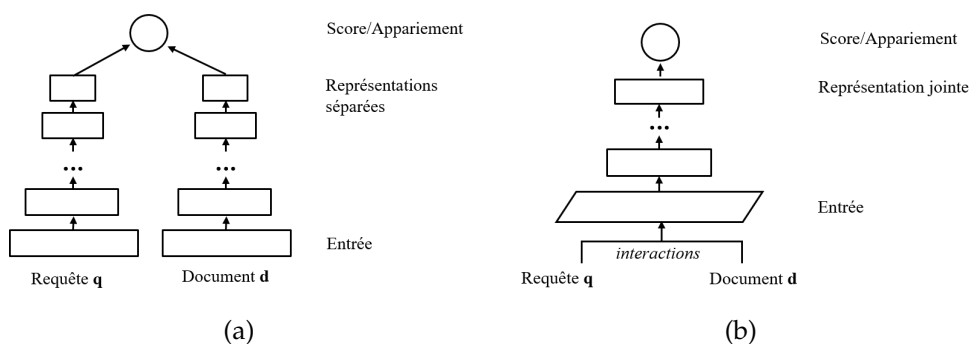 Score/Appariement
Représentations
séparées
...
...
Entrée
Requête q
Document d
(a)
Score/Appariement
Représentation jointe
...
Entrée
interactions
Requête q
Document d
(b)